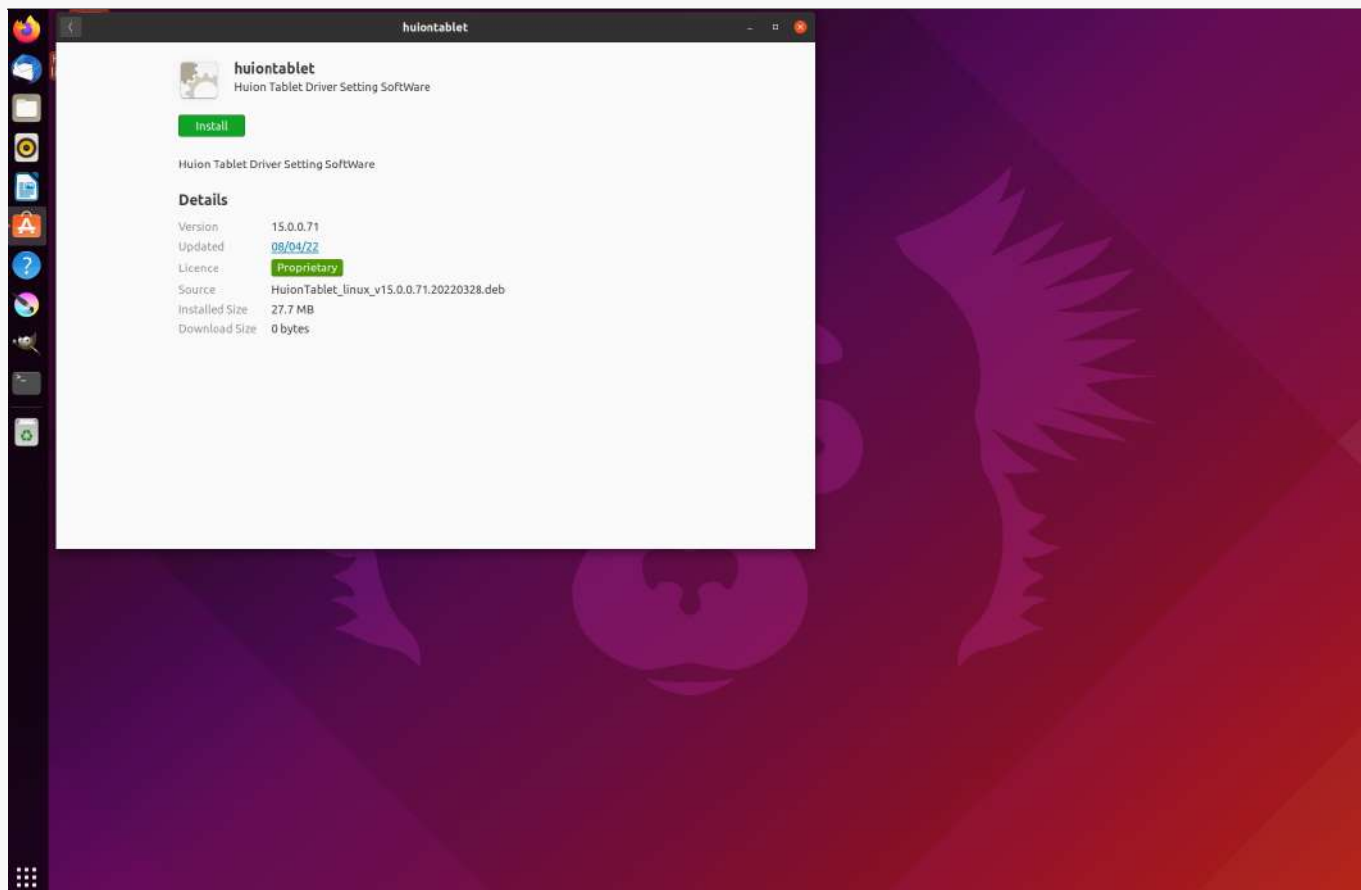 huiontablet
huiontablet
Huion Tablet Driver Setting SoftWare
Install
Huion Tablet Driver Setting SoftWare
Details
Version 15.0.0.71
Updated 08/04/22
Licence Proprietary
Source HuionTablet_linux_v15.0.0.71.20220328.deb
Installed Size 27.7 MB
Download Size 0 bytes